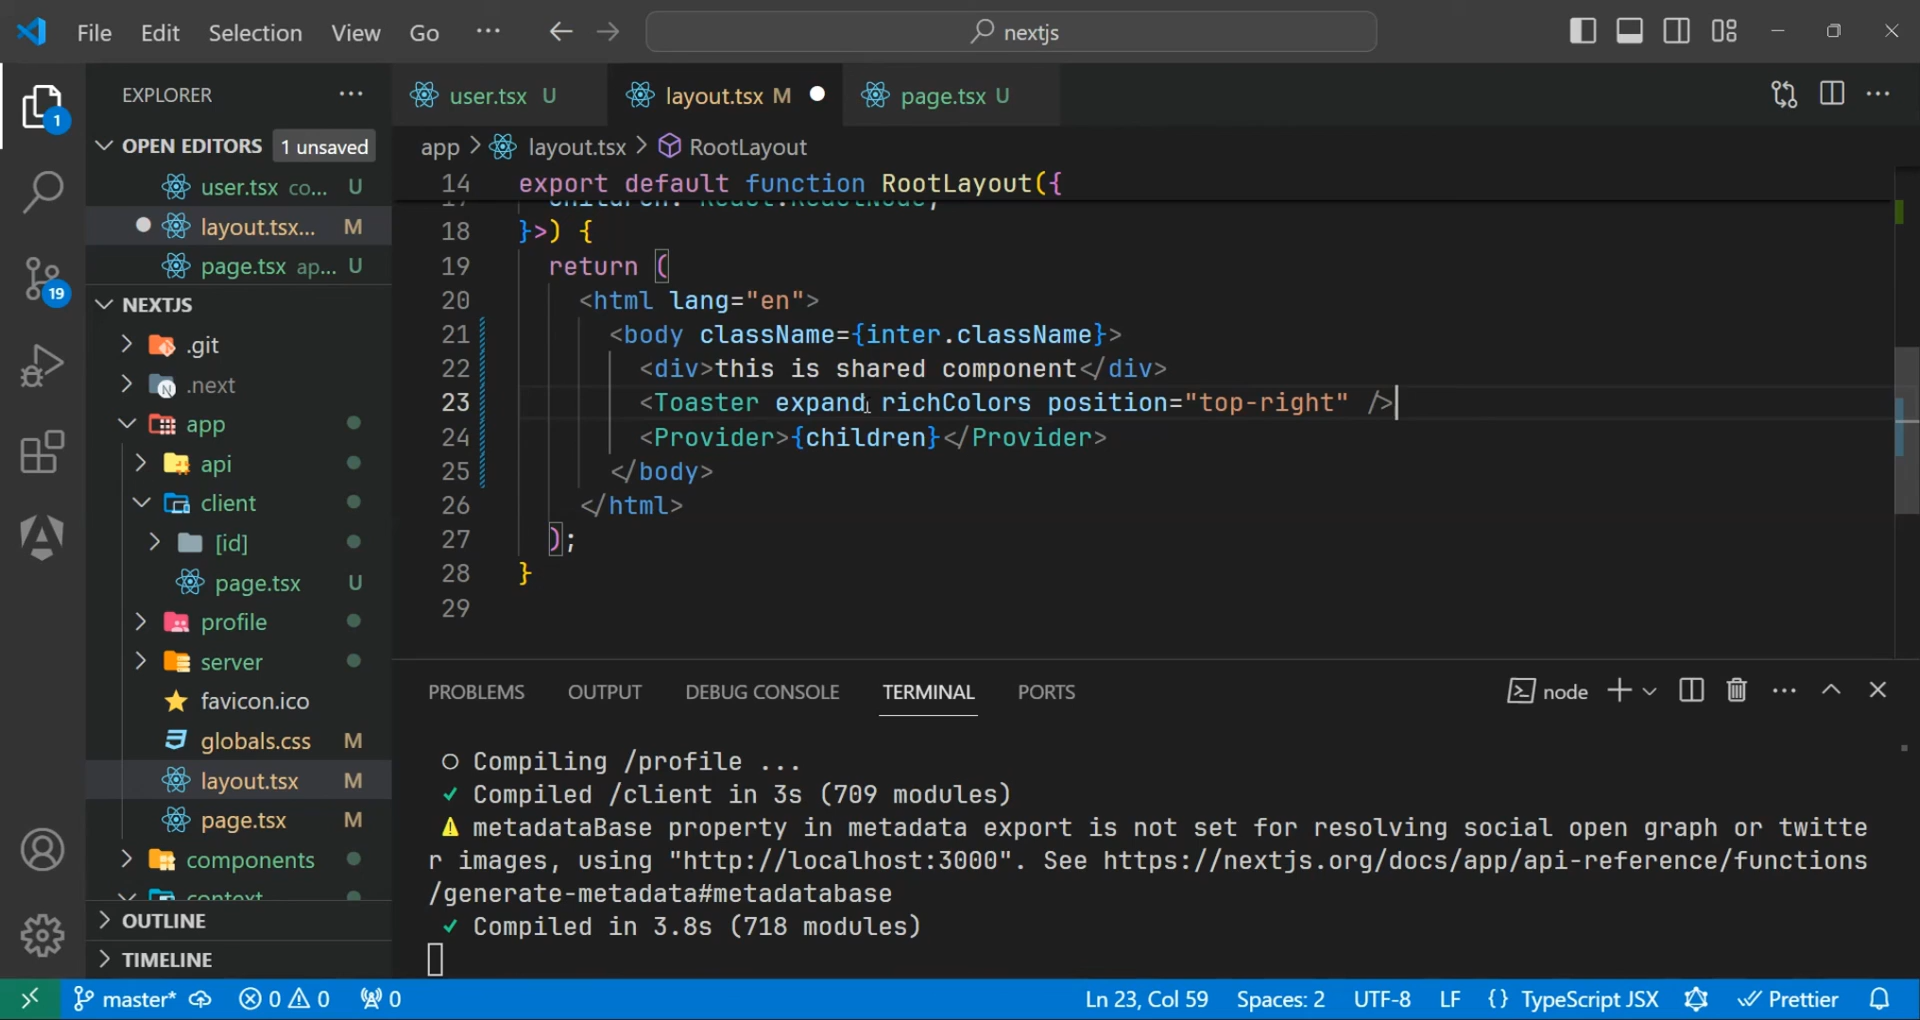 File Edit Selection View Go ··· nextjs
EXPLORER ···
OPEN EDITORS 1 unsaved
user.tsx co... U
layout.tsx... M
page.tsx ap... U
NEXTJS
.git
.next
app
api
client
[id]
page.tsx U
profile
server
favicon.ico
globals.css M
layout.tsx M
page.tsx M
components
context
OUTLINE
TIMELINE
1
19
user.tsx U layout.tsx M page.tsx U
app > layout.tsx > RootLayout
14 export default function RootLayout({
17 children: React.ReactNode;
18 }>) {
19 return (
20 <html lang="en">
21 <body className={inter.className}>
22 <div>this is shared component</div>
23 <Toaster expand richColors position="top-right" />
24 <Provider>{children}</Provider>
25 </body>
26 </html>
27 );
28 }
29
PROBLEMS OUTPUT DEBUG CONSOLE TERMINAL PORTS node
○ Compiling /profile ...
✓ Compiled /client in 3s (709 modules)
⚠ metadataBase property in metadata export is not set for resolving social open graph or twitte
r images, using "http://localhost:3000". See https://nextjs.org/docs/app/api-reference/functions
/generate-metadata#metadatabase
✓ Compiled in 3.8s (718 modules)
master* 0 0 0 Ln 23, Col 59 Spaces: 2 UTF-8 LF {} TypeScript JSX Prettier